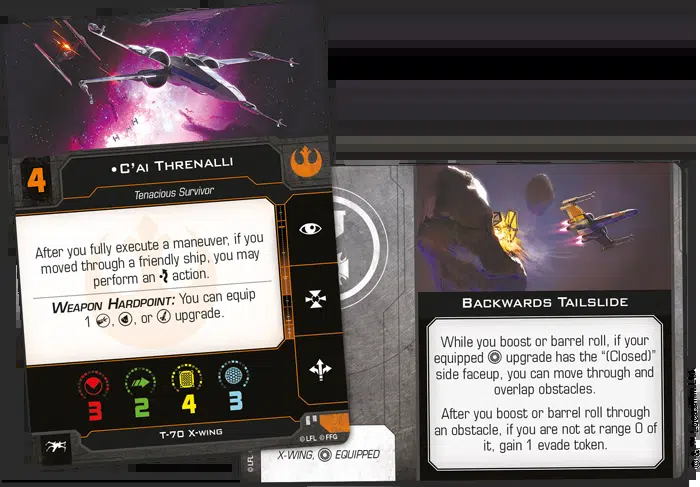 4
•C'ai Threnalli
Tenacious Survivor
After you fully execute a maneuver, if you
moved through a friendly ship, you may
perform an action.
Weapon Hardpoint: You can equip
1 , , or upgrade.
3 2 4 3
T-70 X-wing
© LFL © FFG
X-WING, EQUIPPED
© LFL
Backwards Tailslide
While you boost or barrel roll, if your
equipped upgrade has the "(Closed)"
side faceup, you can move through and
overlap obstacles.
After you boost or barrel roll through
an obstacle, if you are not at range 0 of
it, gain 1 evade token.